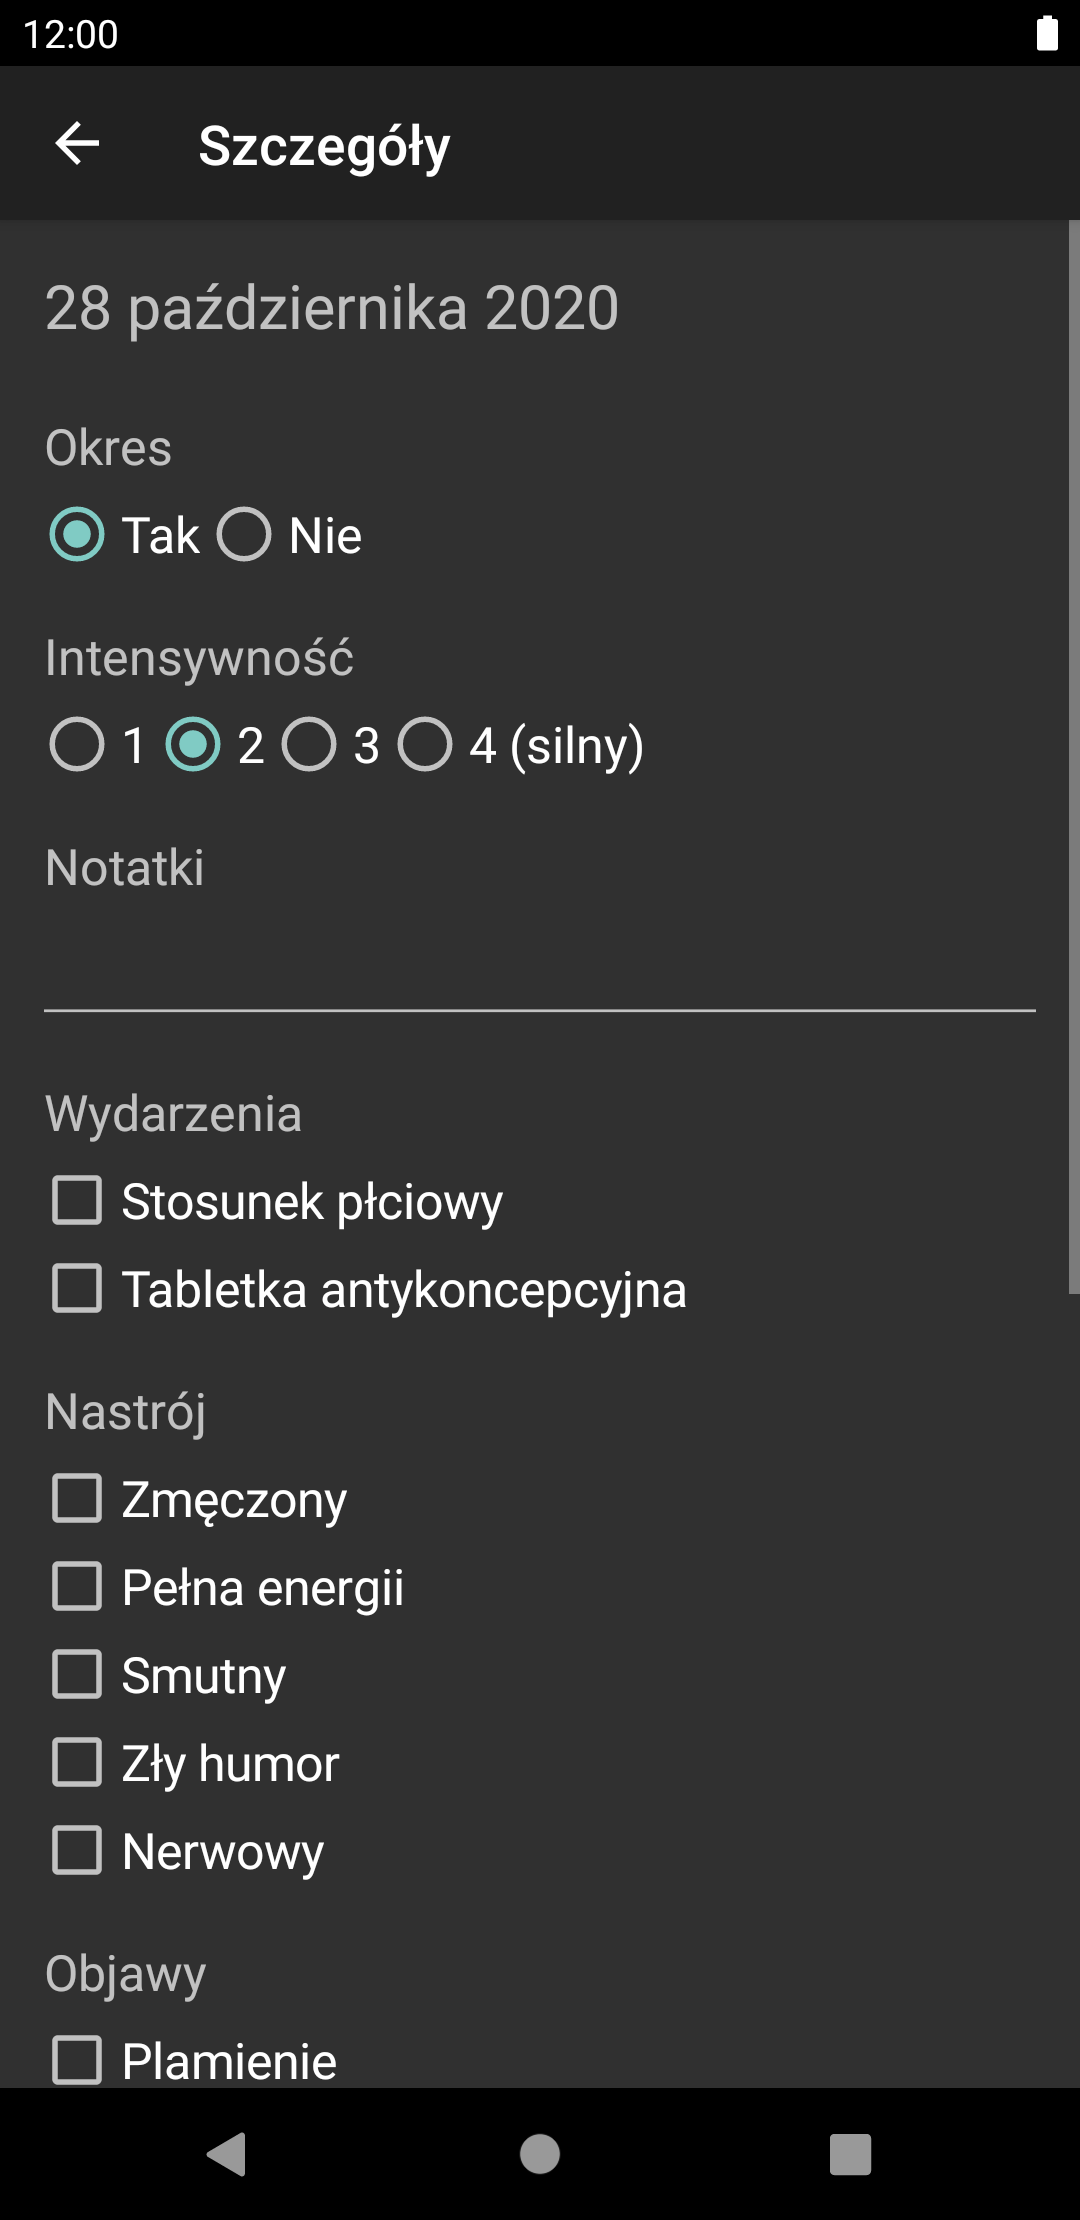 12:00
Szczegóły
28 października 2020
Okres
Tak Nie
Intensywność
1 2 3 4 (silny)
Notatki
Wydarzenia
Stosunek płciowy
Tabletka antykoncepcyjna
Nastrój
Zmęczony
Pełna energii
Smutny
Zły humor
Nerwowy
Objawy
Plamienie